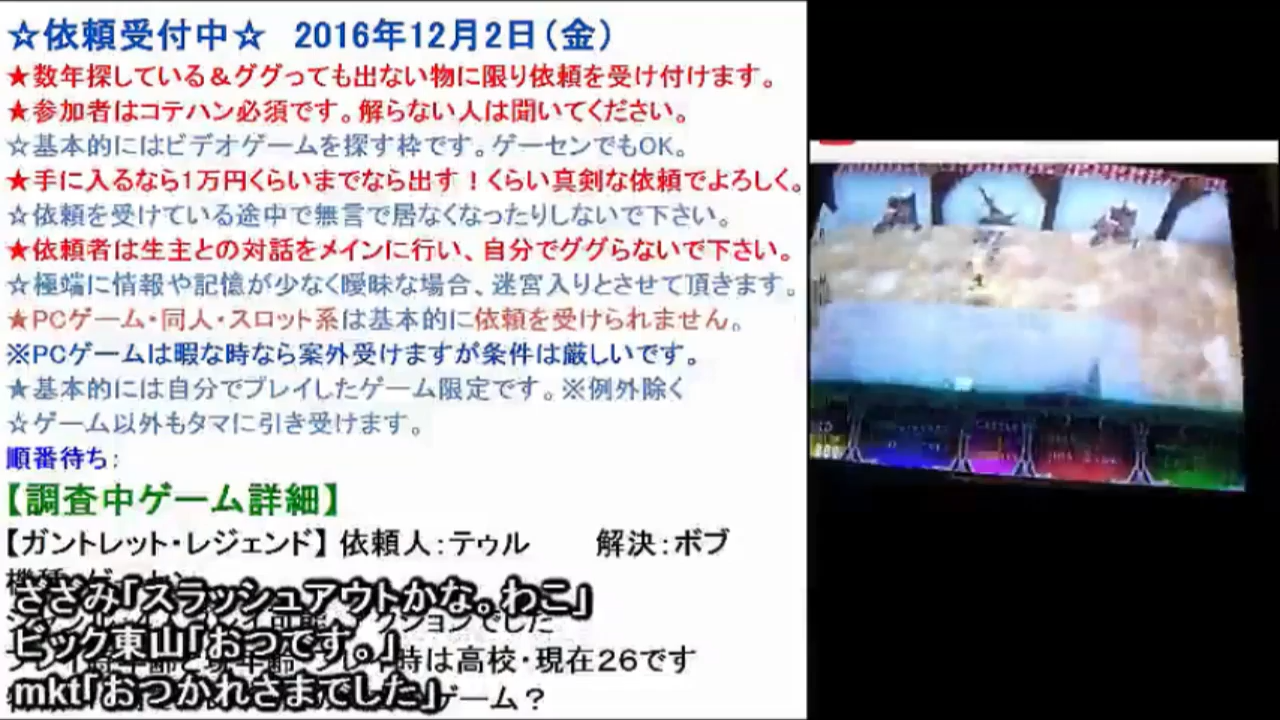 ☆依頼受付中☆ 2016年12月2日(金)
★数年探している&ググっても出ない物に限り依頼を受け付けます。
★参加者はコテハン必須です。解らない人は聞いてください。
☆基本的にはビデオゲームを探す枠です。ゲーセンでもOK。
★手に入るなら1万円くらいまでなら出す!くらい真剣な依頼でよろしく。
☆依頼を受けている途中で無言で居なくなったりしないで下さい。
★依頼者は生主との対話をメインに行い、自分でググらないで下さい。
☆極端に情報や記憶が少なく曖昧な場合、迷宮入りとさせて頂きます。
★PCゲーム・同人・スロット系は基本的に依頼を受けられません。
※PCゲームは暇な時なら案外受けますが条件は厳しいです。
★基本的には自分でプレイしたゲーム限定です。※例外除く
☆ゲーム以外もタマに引き受けます。
順番待ち:
【調査中ゲーム詳細】
【ガントレット・レジェンド】依頼人:テゥル 解決:ボブ
ささみ「スラッシュアウトかな。わこ」
でした
ビック東山「おつです。」
時は高校・現在26です
mkt「おつかれさまでした」
ゲーム?